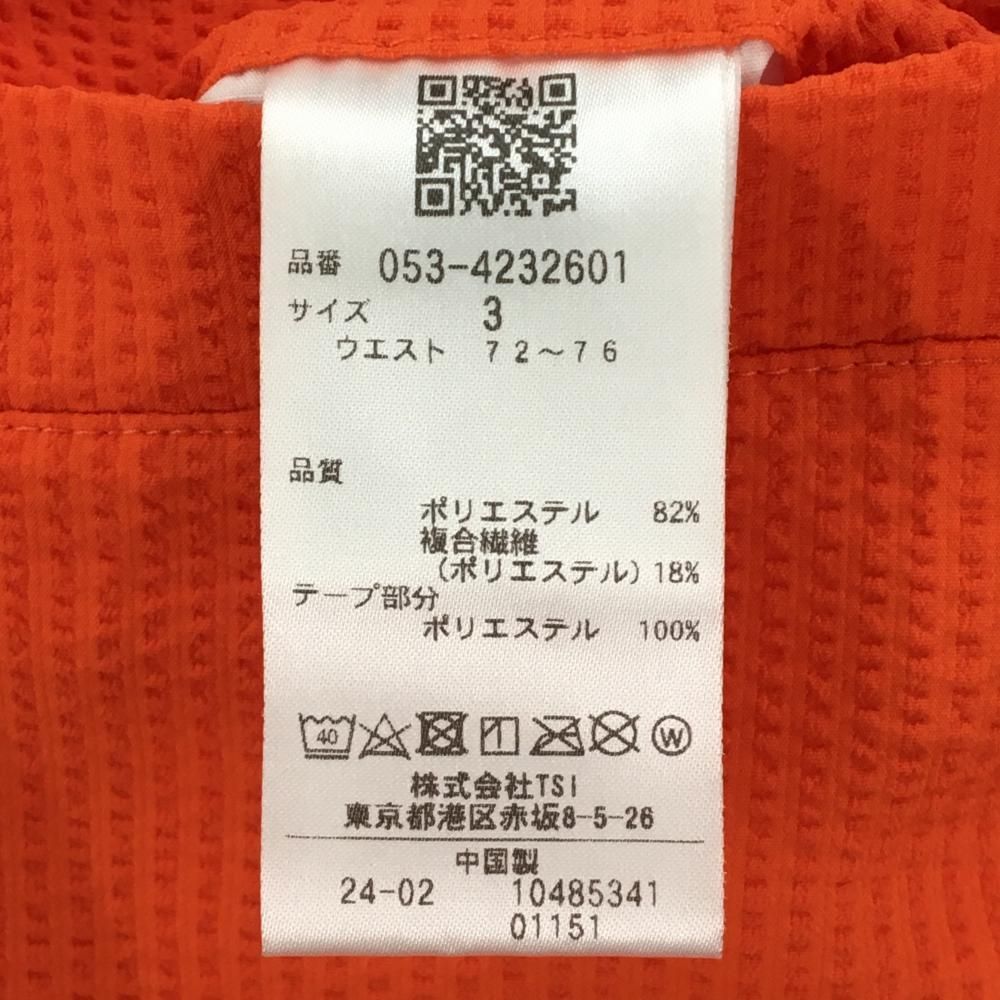 品番 053-4232601
サイズ 3
ウエスト 72～76
品質
ポリエステル 82%
複合繊維
(ポリエステル) 18%
テープ部分
ポリエステル 100%
40 W
株式会社TSI
東京都港区赤坂8-5-26
中国製
24-02 10485341
01151